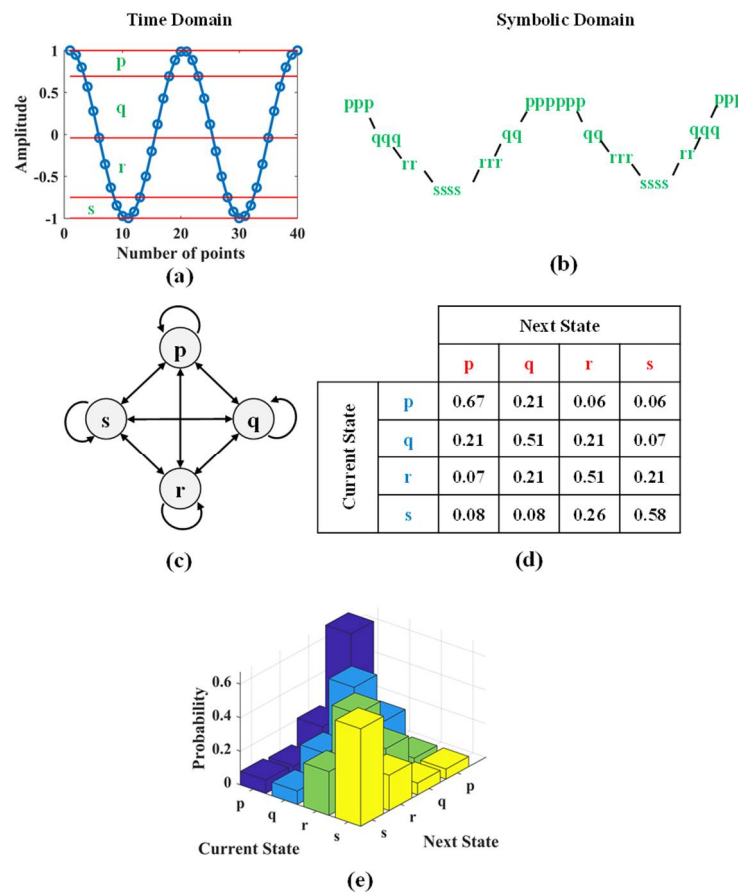 Time Domain
Symbolic Domain
Amplitude
1
0.5
0
-0.5
-1
p
q
r
s
0 10 20 30 40
Number of points
(a)
ppp
qqq
rr
ssss
rrr
qq
pppppp
qq
rrr
ssss
rr
qqq
ppp
(b)
p
s
q
r
(c)
Next State
p q r s
Current State
p 0.67 0.21 0.06 0.06
q 0.21 0.51 0.21 0.07
r 0.07 0.21 0.51 0.21
s 0.08 0.08 0.26 0.58
(d)
Probability
0.6
0.4
0.2
0
p q r s
Current State
s r q p
Next State
(e)